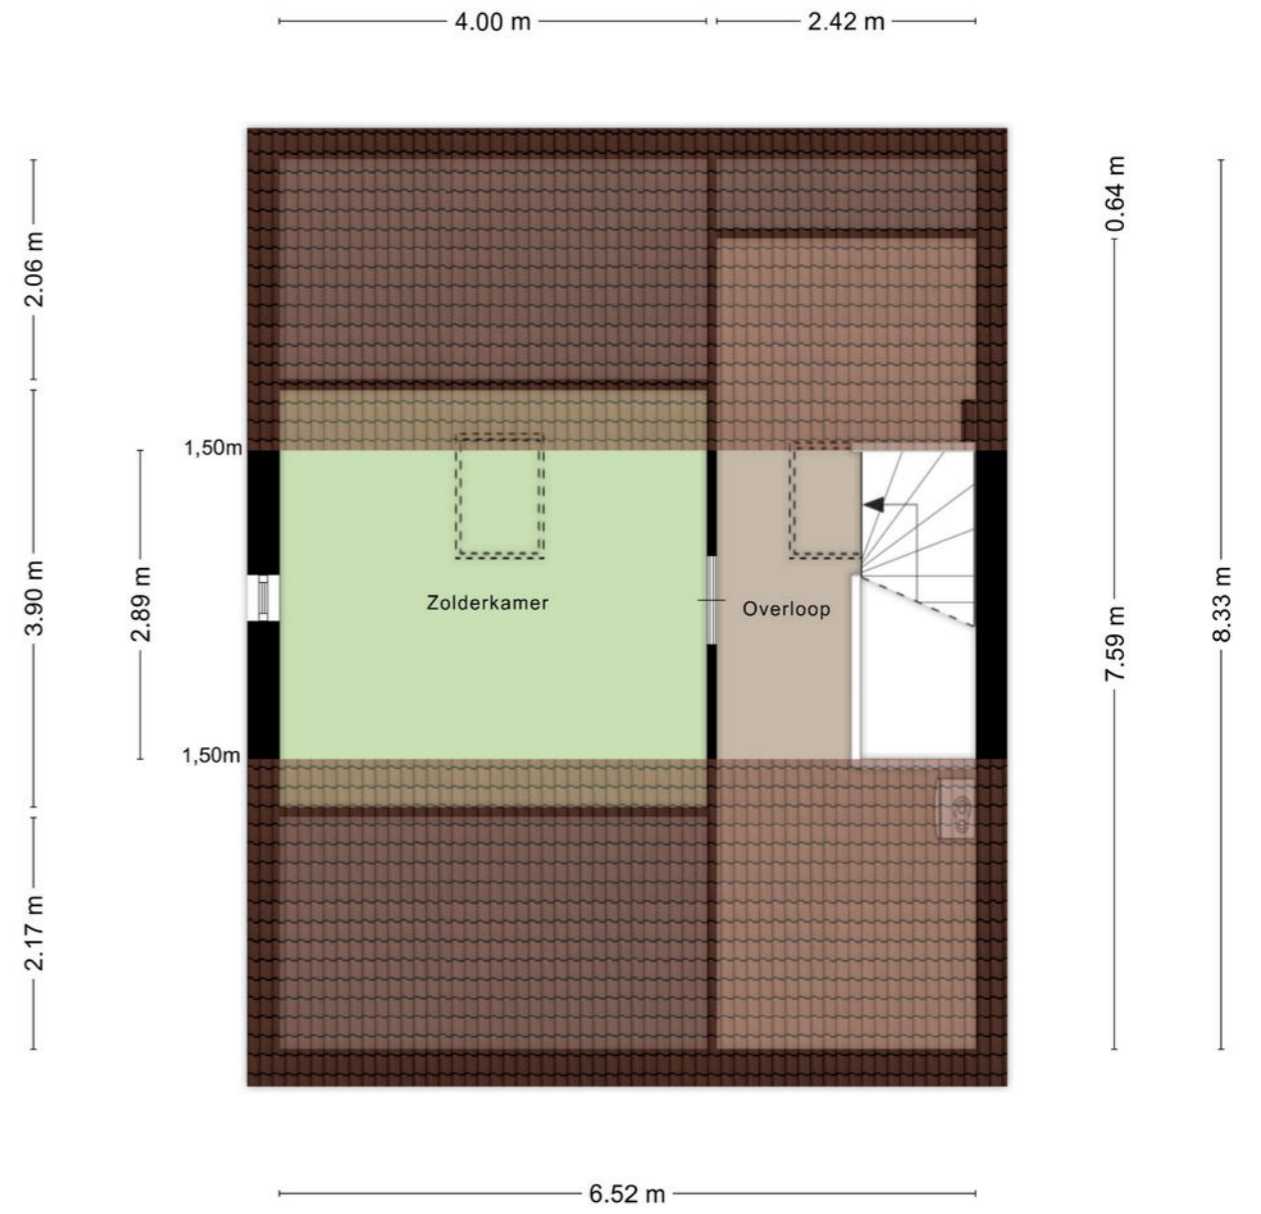 4.00 m
2.42 m
0.64 m
2.06 m
1,50m
3.90 m
2.89 m
Zolderkamer
Overloop
7.59 m
8.33 m
1,50m
2.17 m
6.52 m